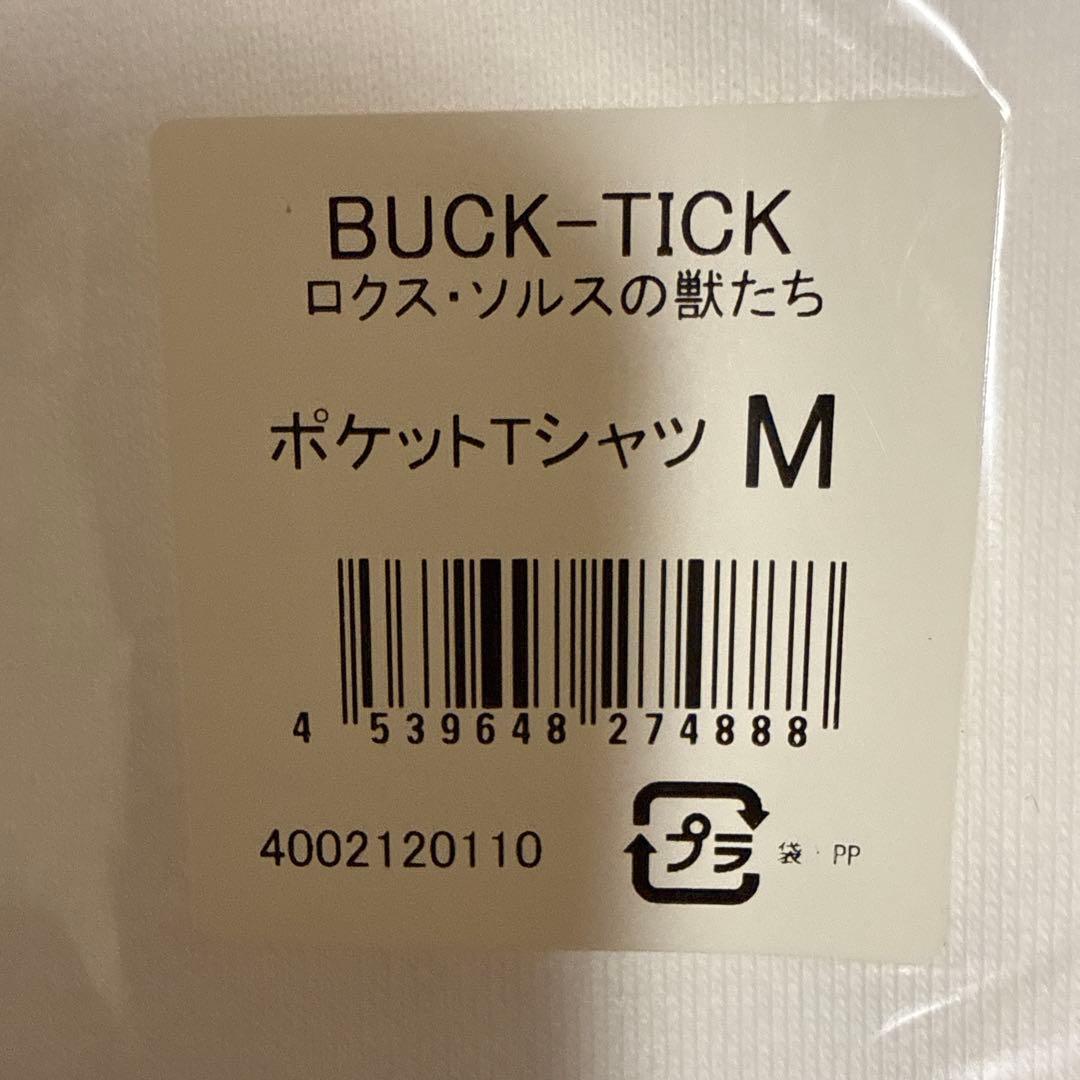 BUCK-TICK
ロクス・ソルスの獣たち
ポケットTシャツ M
4 539648 274888
4002120110
プラ 袋・PP